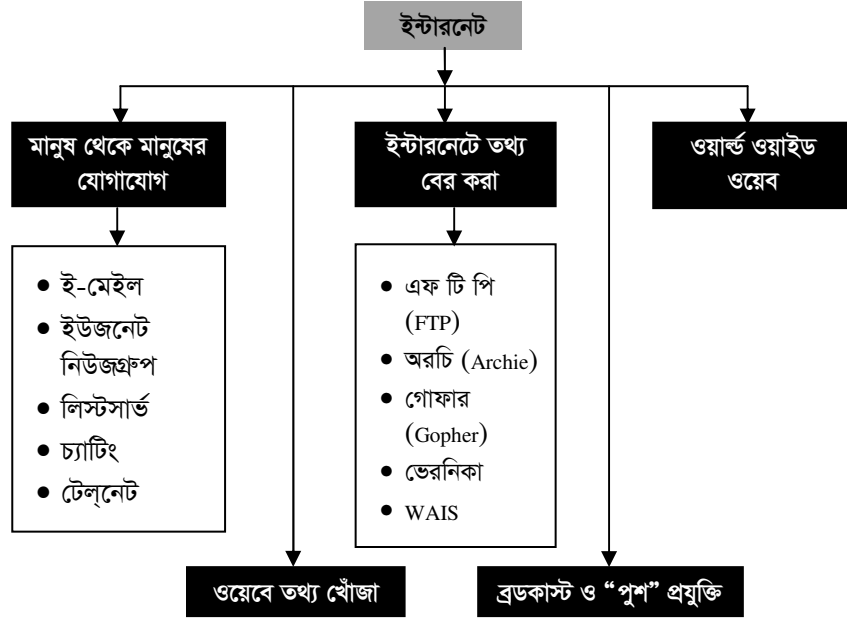 ইন্টারনেট
মানুষ থেকে মানুষের
যোগাযোগ
ইন্টারনেটে তথ্য
বের করা
ওয়ার্ল্ড ওয়াইড
ওয়েব
● ই-মেইল
● ইউজনেট
নিউজগ্রুপ
● লিস্টসার্ভ
● চ্যাটিং
● টেল্‌নেট
● এফ টি পি
(FTP)
● অরচি (Archie)
● গোফার
(Gopher)
● ভেরনিকা
● WAIS
ওয়েবে তথ্য খোঁজা
ব্রডকাস্ট ও “পুশ” প্রযুক্তি